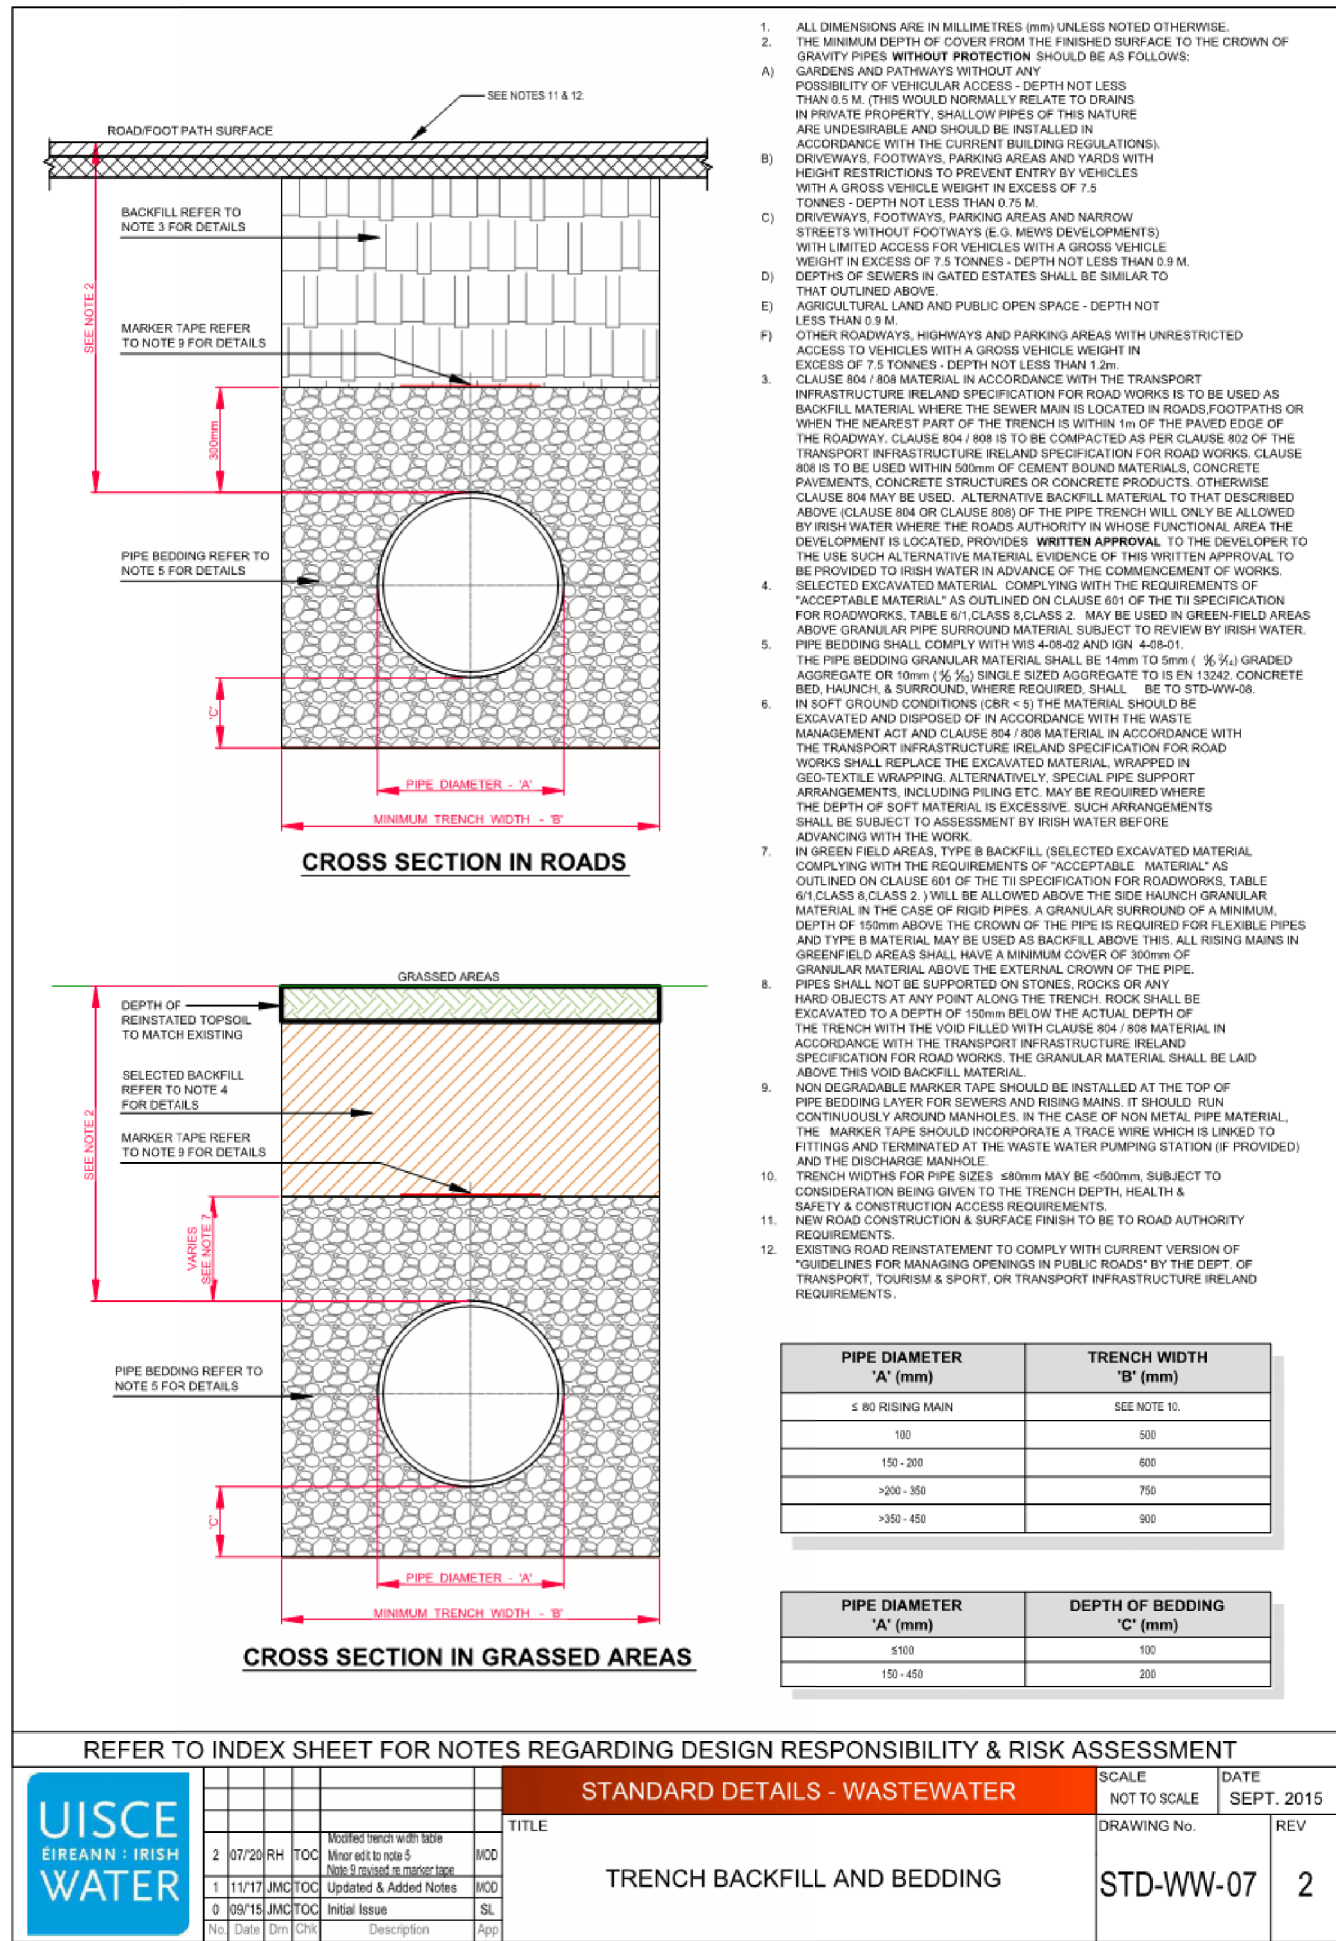 SEE NOTES 11 & 12.
ROAD/FOOT PATH SURFACE
BACKFILL REFER TO
NOTE 3 FOR DETAILS
SEE NOTE 2
MARKER TAPE REFER
TO NOTE 9 FOR DETAILS
300mm
PIPE BEDDING REFER TO
NOTE 5 FOR DETAILS
'C'
PIPE DIAMETER - 'A'
MINIMUM TRENCH WIDTH - 'B'
CROSS SECTION IN ROADS
GRASSED AREAS
DEPTH OF
REINSTATED TOPSOIL
TO MATCH EXISTING
SELECTED BACKFILL
REFER TO NOTE 4
FOR DETAILS
SEE NOTE 2
MARKER TAPE REFER
TO NOTE 9 FOR DETAILS
VARIES
SEE NOTE 7
PIPE BEDDING REFER TO
NOTE 5 FOR DETAILS
'C'
PIPE DIAMETER - 'A'
MINIMUM TRENCH WIDTH - 'B'
CROSS SECTION IN GRASSED AREAS
1. ALL DIMENSIONS ARE IN MILLIMETRES (mm) UNLESS NOTED OTHERWISE.
2. THE MINIMUM DEPTH OF COVER FROM THE FINISHED SURFACE TO THE CROWN OF
GRAVITY PIPES WITHOUT PROTECTION SHOULD BE AS FOLLOWS:
A) GARDENS AND PATHWAYS WITHOUT ANY
POSSIBILITY OF VEHICULAR ACCESS - DEPTH NOT LESS
THAN 0.5 M. (THIS WOULD NORMALLY RELATE TO DRAINS
IN PRIVATE PROPERTY, SHALLOW PIPES OF THIS NATURE
ARE UNDESIRABLE AND SHOULD BE INSTALLED IN
ACCORDANCE WITH THE CURRENT BUILDING REGULATIONS).
B) DRIVEWAYS, FOOTWAYS, PARKING AREAS AND YARDS WITH
HEIGHT RESTRICTIONS TO PREVENT ENTRY BY VEHICLES
WITH A GROSS VEHICLE WEIGHT IN EXCESS OF 7.5
TONNES - DEPTH NOT LESS THAN 0.75 M.
C) DRIVEWAYS, FOOTWAYS, PARKING AREAS AND NARROW
STREETS WITHOUT FOOTWAYS (E.G. MEWS DEVELOPMENTS)
WITH LIMITED ACCESS FOR VEHICLES WITH A GROSS VEHICLE
WEIGHT IN EXCESS OF 7.5 TONNES - DEPTH NOT LESS THAN 0.9 M.
D) DEPTHS OF SEWERS IN GATED ESTATES SHALL BE SIMILAR TO
THAT OUTLINED ABOVE.
E) AGRICULTURAL LAND AND PUBLIC OPEN SPACE - DEPTH NOT
LESS THAN 0.9 M.
F) OTHER ROADWAYS, HIGHWAYS AND PARKING AREAS WITH UNRESTRICTED
ACCESS TO VEHICLES WITH A GROSS VEHICLE WEIGHT IN
EXCESS OF 7.5 TONNES - DEPTH NOT LESS THAN 1.2m.
3. CLAUSE 804 / 808 MATERIAL IN ACCORDANCE WITH THE TRANSPORT
INFRASTRUCTURE IRELAND SPECIFICATION FOR ROAD WORKS IS TO BE USED AS
BACKFILL MATERIAL WHERE THE SEWER MAIN IS LOCATED IN ROADS,FOOTPATHS OR
WHEN THE NEAREST PART OF THE TRENCH IS WITHIN 1m OF THE PAVED EDGE OF
THE ROADWAY. CLAUSE 804 / 808 IS TO BE COMPACTED AS PER CLAUSE 802 OF THE
TRANSPORT INFRASTRUCTURE IRELAND SPECIFICATION FOR ROAD WORKS. CLAUSE
808 IS TO BE USED WITHIN 500mm OF CEMENT BOUND MATERIALS, CONCRETE
PAVEMENTS, CONCRETE STRUCTURES OR CONCRETE PRODUCTS. OTHERWISE
CLAUSE 804 MAY BE USED. ALTERNATIVE BACKFILL MATERIAL TO THAT DESCRIBED
ABOVE (CLAUSE 804 OR CLAUSE 808) OF THE PIPE TRENCH WILL ONLY BE ALLOWED
BY IRISH WATER WHERE THE ROADS AUTHORITY IN WHOSE FUNCTIONAL AREA THE
DEVELOPMENT IS LOCATED, PROVIDES WRITTEN APPROVAL TO THE DEVELOPER TO
THE USE SUCH ALTERNATIVE MATERIAL EVIDENCE OF THIS WRITTEN APPROVAL TO
BE PROVIDED TO IRISH WATER IN ADVANCE OF THE COMMENCEMENT OF WORKS.
4. SELECTED EXCAVATED MATERIAL COMPLYING WITH THE REQUIREMENTS OF
"ACCEPTABLE MATERIAL" AS OUTLINED ON CLAUSE 601 OF THE TII SPECIFICATION
FOR ROADWORKS, TABLE 6/1,CLASS 8,CLASS 2. MAY BE USED IN GREEN-FIELD AREAS
ABOVE GRANULAR PIPE SURROUND MATERIAL SUBJECT TO REVIEW BY IRISH WATER.
5. PIPE BEDDING SHALL COMPLY WITH WIS 4-08-02 AND IGN 4-08-01.
THE PIPE BEDDING GRANULAR MATERIAL SHALL BE 14mm TO 5mm ( ) GRADED
AGGREGATE OR 10mm ( ) SINGLE SIZED AGGREGATE TO IS EN 13242. CONCRETE
BED, HAUNCH, & SURROUND, WHERE REQUIRED, SHALL BE TO STD-WW-08.
6. IN SOFT GROUND CONDITIONS (CBR < 5) THE MATERIAL SHOULD BE
EXCAVATED AND DISPOSED OF IN ACCORDANCE WITH THE WASTE
MANAGEMENT ACT AND CLAUSE 804 / 808 MATERIAL IN ACCORDANCE WITH
THE TRANSPORT INFRASTRUCTURE IRELAND SPECIFICATION FOR ROAD
WORKS SHALL REPLACE THE EXCAVATED MATERIAL, WRAPPED IN
GEO-TEXTILE WRAPPING. ALTERNATIVELY, SPECIAL PIPE SUPPORT
ARRANGEMENTS, INCLUDING PILING ETC. MAY BE REQUIRED WHERE
THE DEPTH OF SOFT MATERIAL IS EXCESSIVE. SUCH ARRANGEMENTS
SHALL BE SUBJECT TO ASSESSMENT BY IRISH WATER BEFORE
ADVANCING WITH THE WORK.
7. IN GREEN FIELD AREAS, TYPE B BACKFILL (SELECTED EXCAVATED MATERIAL
COMPLYING WITH THE REQUIREMENTS OF "ACCEPTABLE MATERIAL" AS
OUTLINED ON CLAUSE 601 OF THE TII SPECIFICATION FOR ROADWORKS, TABLE
6/1,CLASS 8,CLASS 2. ) WILL BE ALLOWED ABOVE THE SIDE HAUNCH GRANULAR
MATERIAL IN THE CASE OF RIGID PIPES. A GRANULAR SURROUND OF A MINIMUM,
DEPTH OF 150mm ABOVE THE CROWN OF THE PIPE IS REQUIRED FOR FLEXIBLE PIPES
AND TYPE B MATERIAL MAY BE USED AS BACKFILL ABOVE THIS. ALL RISING MAINS IN
GREENFIELD AREAS SHALL HAVE A MINIMUM COVER OF 300mm OF
GRANULAR MATERIAL ABOVE THE EXTERNAL CROWN OF THE PIPE.
8. PIPES SHALL NOT BE SUPPORTED ON STONES, ROCKS OR ANY
HARD OBJECTS AT ANY POINT ALONG THE TRENCH. ROCK SHALL BE
EXCAVATED TO A DEPTH OF 150mm BELOW THE ACTUAL DEPTH OF
THE TRENCH WITH THE VOID FILLED WITH CLAUSE 804 / 808 MATERIAL IN
ACCORDANCE WITH THE TRANSPORT INFRASTRUCTURE IRELAND
SPECIFICATION FOR ROAD WORKS. THE GRANULAR MATERIAL SHALL BE LAID
ABOVE THIS VOID BACKFILL MATERIAL.
9. NON DEGRADABLE MARKER TAPE SHOULD BE INSTALLED AT THE TOP OF
PIPE BEDDING LAYER FOR SEWERS AND RISING MAINS. IT SHOULD RUN
CONTINUOUSLY AROUND MANHOLES. IN THE CASE OF NON METAL PIPE MATERIAL,
THE MARKER TAPE SHOULD INCORPORATE A TRACE WIRE WHICH IS LINKED TO
FITTINGS AND TERMINATED AT THE WASTE WATER PUMPING STATION (IF PROVIDED)
AND THE DISCHARGE MANHOLE.
10. TRENCH WIDTHS FOR PIPE SIZES ≤80mm MAY BE <500mm, SUBJECT TO
CONSIDERATION BEING GIVEN TO THE TRENCH DEPTH, HEALTH &
SAFETY & CONSTRUCTION ACCESS REQUIREMENTS.
11. NEW ROAD CONSTRUCTION & SURFACE FINISH TO BE TO ROAD AUTHORITY
REQUIREMENTS.
12. EXISTING ROAD REINSTATEMENT TO COMPLY WITH CURRENT VERSION OF
"GUIDELINES FOR MANAGING OPENINGS IN PUBLIC ROADS" BY THE DEPT. OF
TRANSPORT, TOURISM & SPORT, OR TRANSPORT INFRASTRUCTURE IRELAND
REQUIREMENTS.
PIPE DIAMETER 'A' (mm) TRENCH WIDTH 'B' (mm)
≤ 80 RISING MAIN SEE NOTE 10.
100 500
150 - 200 600
>200 - 350 750
>350 - 450 900
PIPE DIAMETER 'A' (mm) DEPTH OF BEDDING 'C' (mm)
≤100 100
150 - 450 200
REFER TO INDEX SHEET FOR NOTES REGARDING DESIGN RESPONSIBILITY & RISK ASSESSMENT
UISCE
ÉIREANN : IRISH
WATER
2 07/'20 RH TOC Modified trench width table
Minor edit to note 5
Note 9 revised re marker tape MOD
1 11/'17 JMC TOC Updated & Added Notes MOD
0 09/'15 JMC TOC Initial Issue SL
No. Date Drn Chk Description App
STANDARD DETAILS - WASTEWATER
TITLE
TRENCH BACKFILL AND BEDDING
SCALE
NOT TO SCALE
DATE
SEPT. 2015
DRAWING No.
STD-WW-07
REV
2